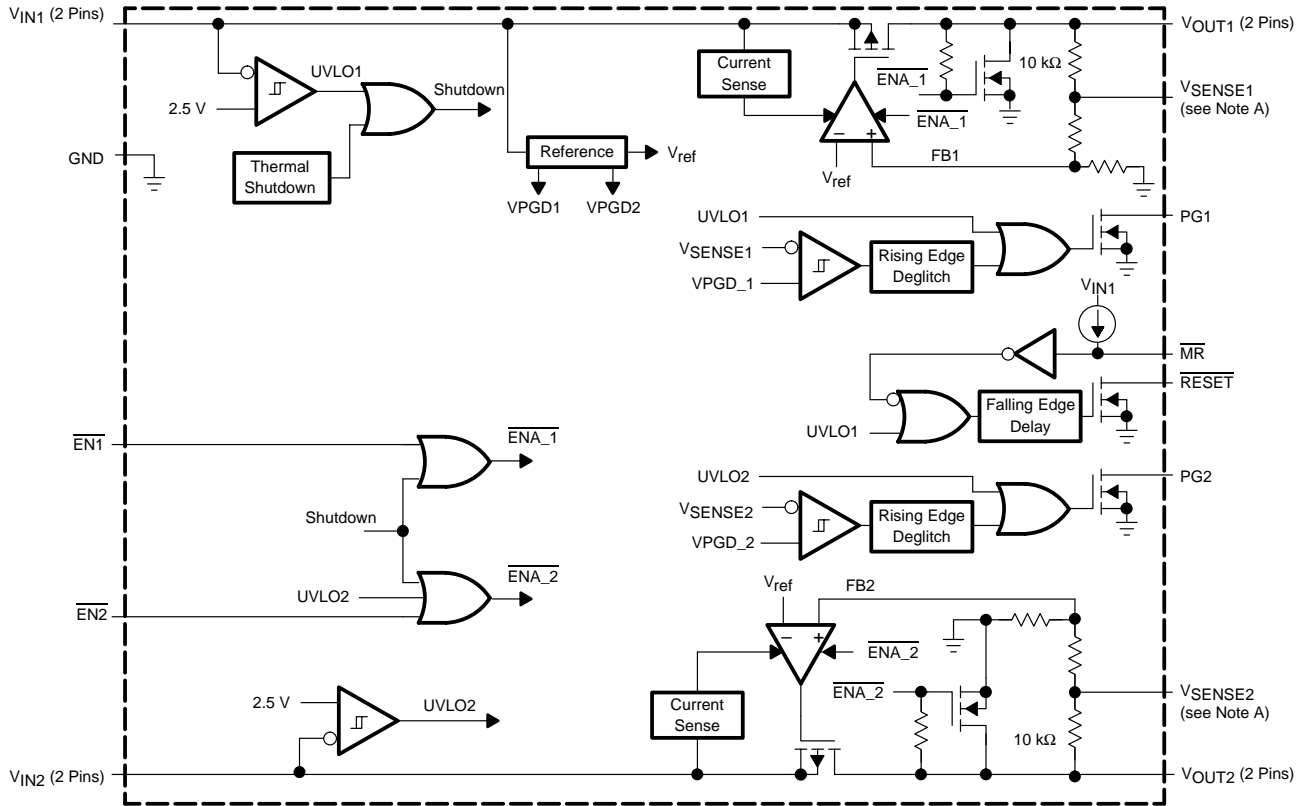 VIN1 (2 Pins)
VOUT1 (2 Pins)
UVLO1
Shutdown
2.5 V
Current
Sense
ENA_1
10 kΩ
VSENSE1
(see Note A)
ENA_1
GND
Thermal
Shutdown
Reference
Vref
VPGD1
VPGD2
–
+
Vref
FB1
UVLO1
PG1
VSENSE1
VPGD_1
Rising Edge
Deglitch
VIN1
MR
RESET
Falling Edge
Delay
UVLO1
EN1
ENA_1
UVLO2
PG2
VSENSE2
VPGD_2
Rising Edge
Deglitch
Shutdown
ENA_2
UVLO2
EN2
Vref
FB2
–
+
ENA_2
ENA_2
2.5 V
UVLO2
Current
Sense
VSENSE2
(see Note A)
10 kΩ
VIN2 (2 Pins)
VOUT2 (2 Pins)